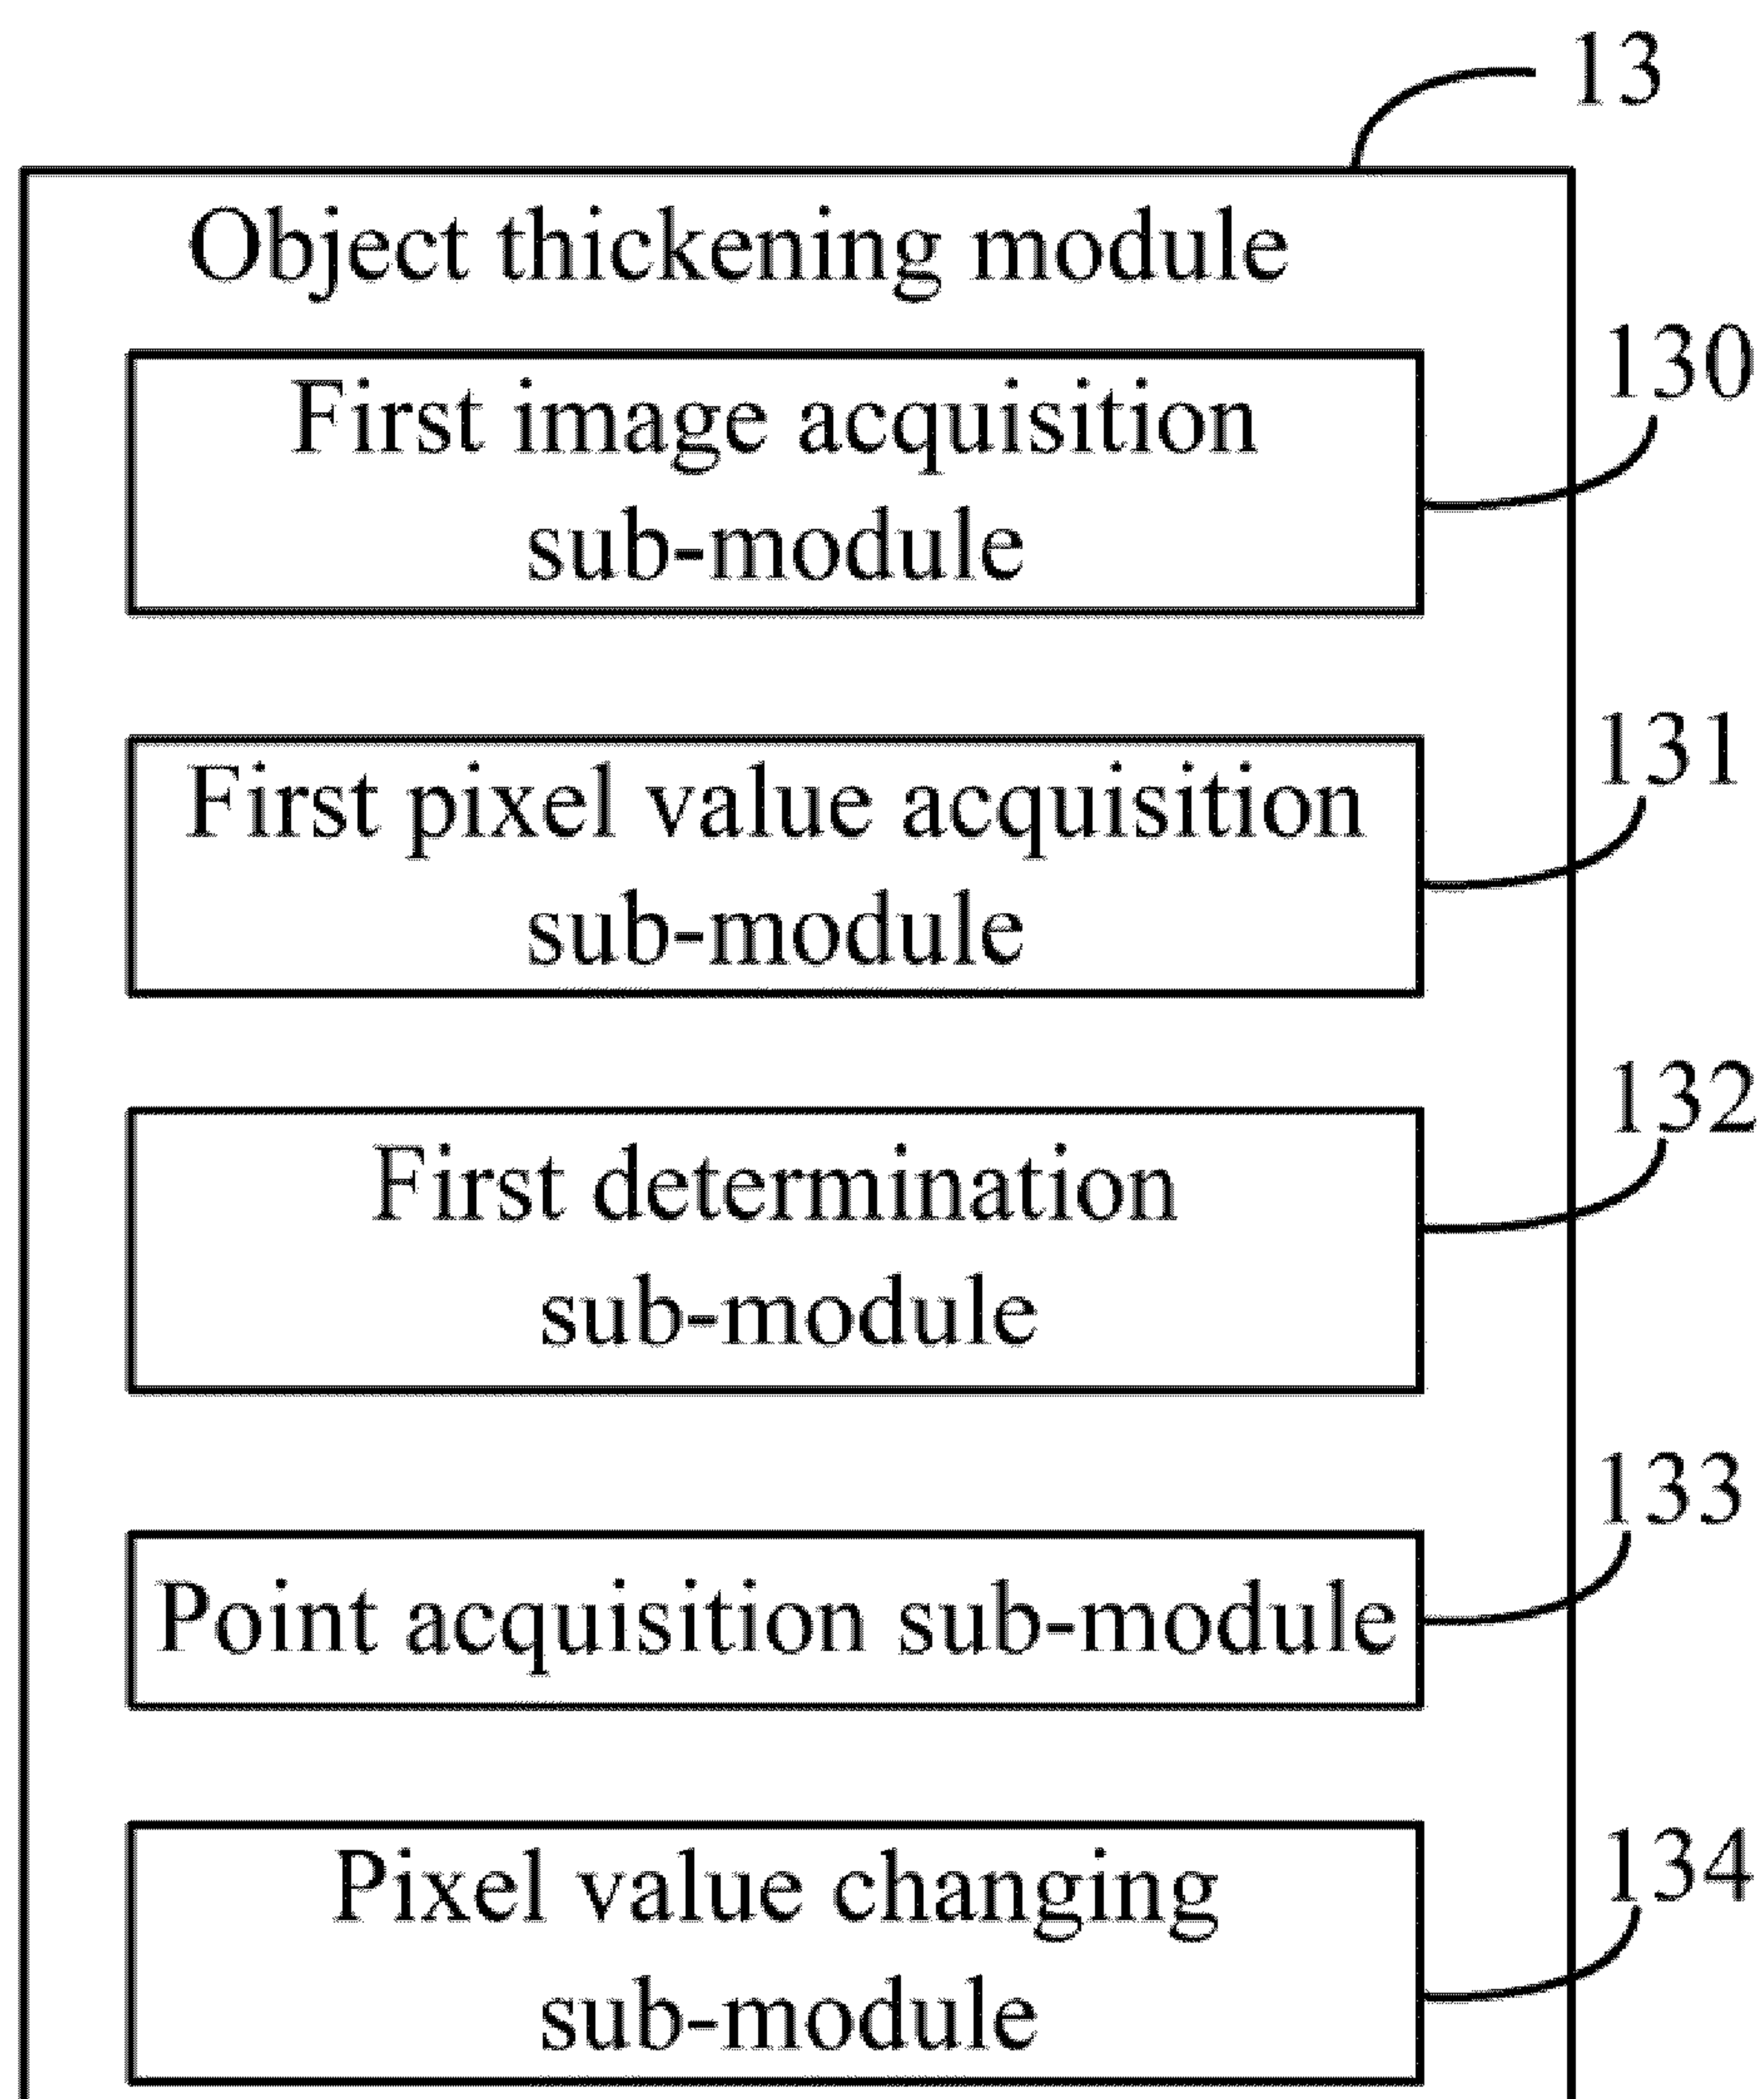 13
Object thickening module
130
First image acquisition
sub-module
131
First pixel value acquisition
sub-module
132
First determination
sub-module
133
Point acquisition sub-module
134
Pixel value changing
sub-module